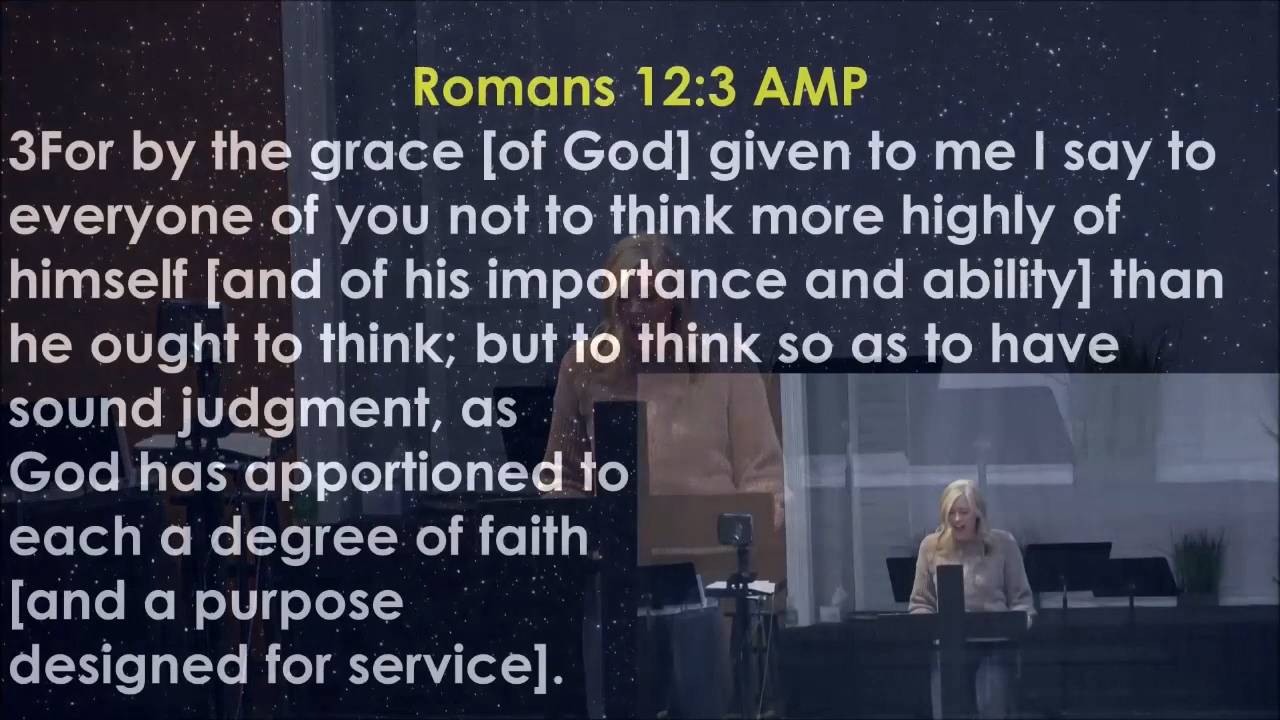 Romans 12:3 AMP
3For by the grace [of God] given to me I say to
everyone of you not to think more highly of
himself [and of his importance and ability] than
he ought to think; but to think so as to have
sound judgment, as
God has apportioned to
each a degree of faith
[and a purpose
designed for service].